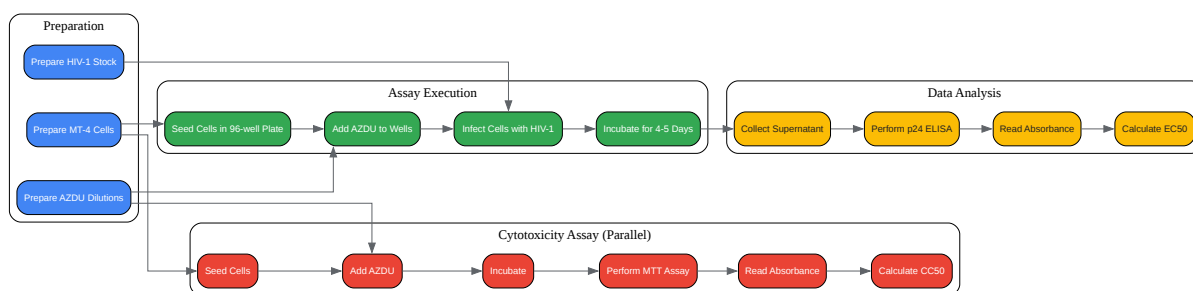 Preparation
Prepare HIV-1 Stock
Prepare MT-4 Cells
Prepare AZDU Dilutions
Assay Execution
Seed Cells in 96-well Plate
Add AZDU to Wells
Infect Cells with HIV-1
Incubate for 4-5 Days
Data Analysis
Collect Supernatant
Perform p24 ELISA
Read Absorbance
Calculate EC50
Cytotoxicity Assay (Parallel)
Seed Cells
Add AZDU
Incubate
Perform MTT Assay
Read Absorbance
Calculate CC50